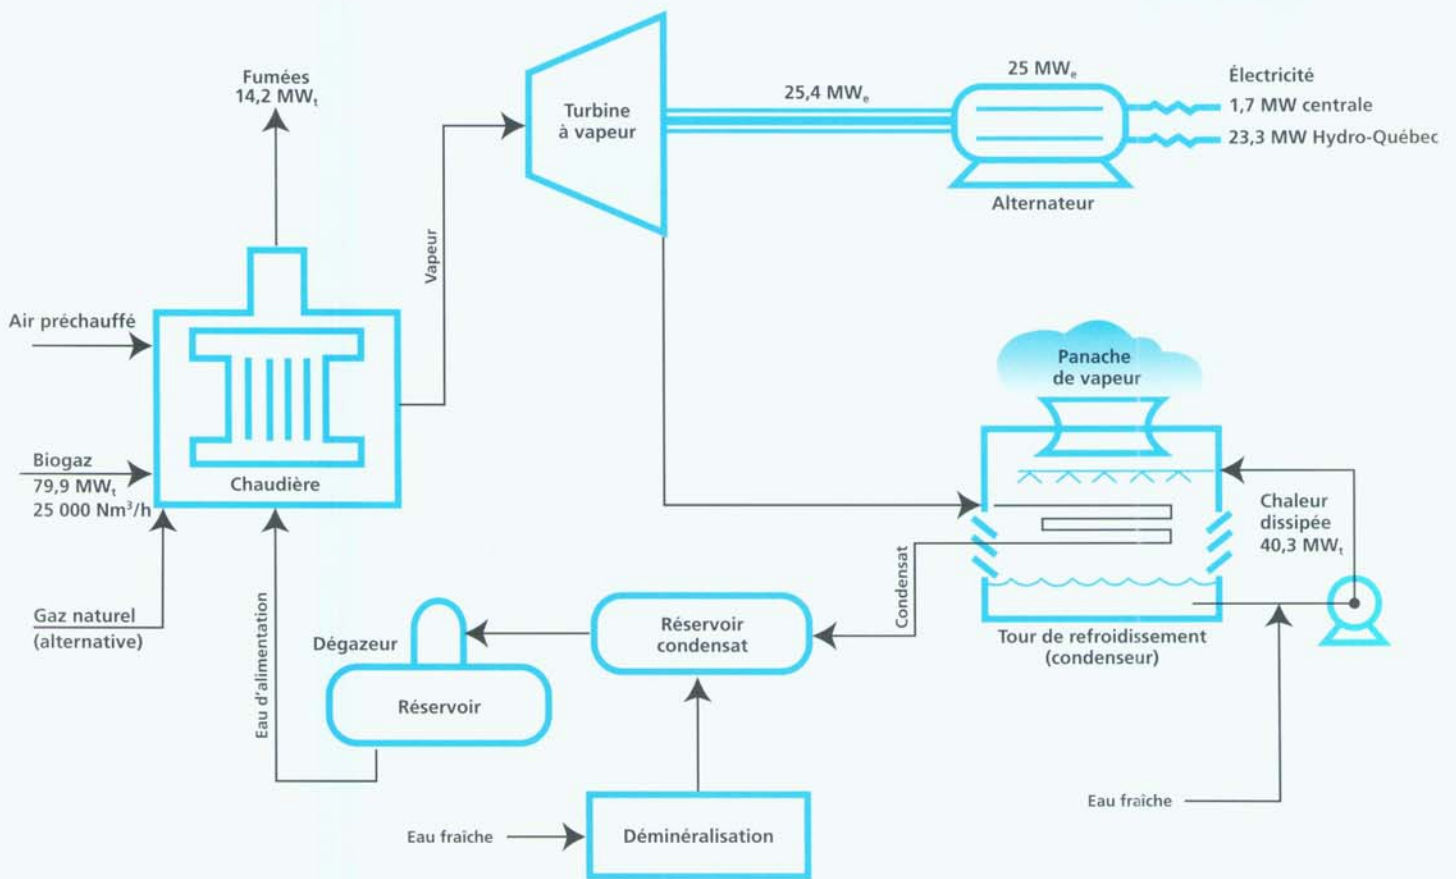 Fumées
14,2 MWt
Turbine
à vapeur
25,4 MWe
25 MWe
Alternateur
Électricité
1,7 MW centrale
23,3 MW Hydro-Québec
Vapeur
Air préchauffé
Biogaz
79,9 MWt
25 000 Nm³/h
Chaudière
Gaz naturel
(alternative)
Eau d'alimentation
Panache
de vapeur
Chaleur
dissipée
40,3 MWt
Tour de refroidissement
(condenseur)
Condensat
Réservoir
condensat
Dégazeur
Réservoir
Eau fraîche
Déminéralisation
Eau fraîche